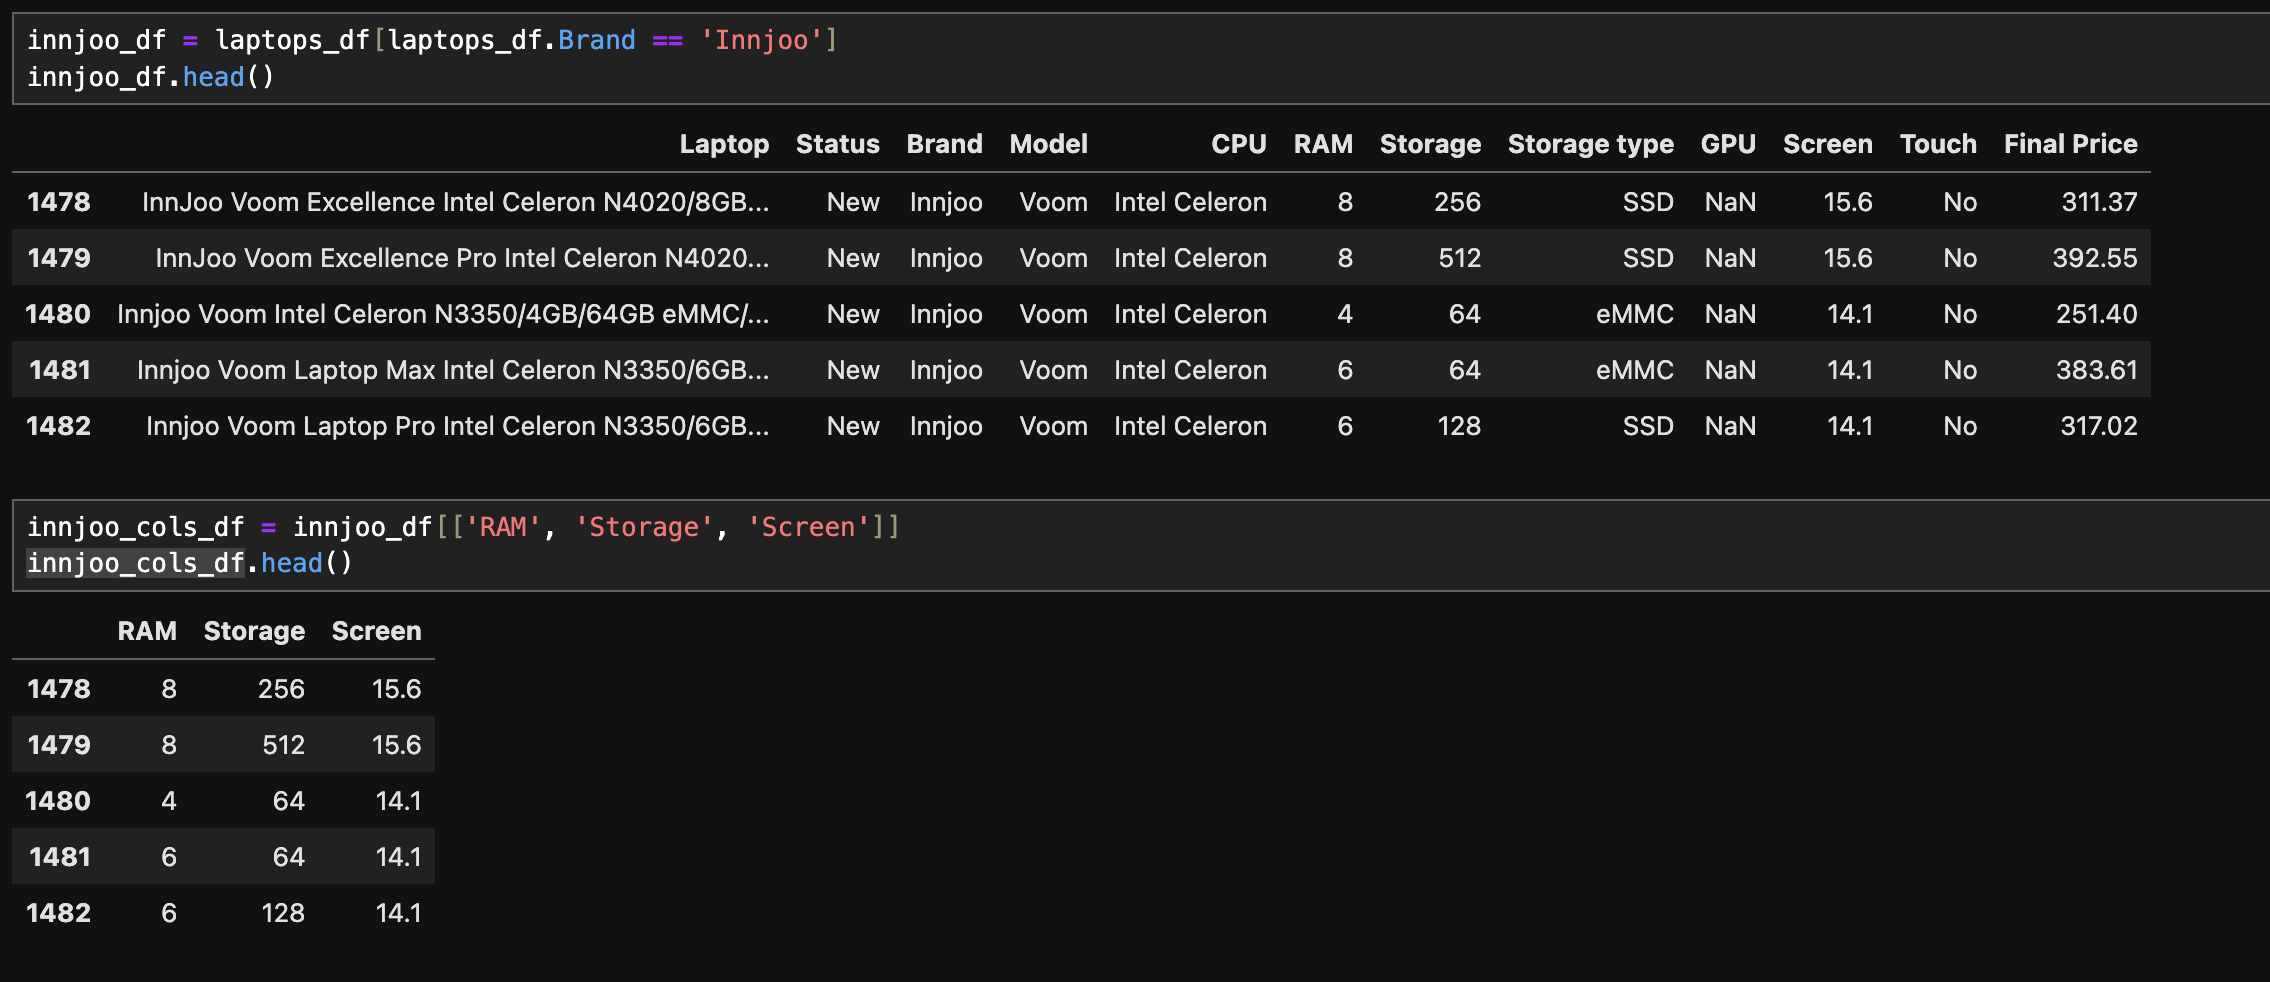 innjoo_df = laptops_df[laptops_df.Brand == 'Innjoo']
innjoo_df.head()
Laptop Status Brand Model CPU RAM Storage Storage type GPU Screen Touch Final Price
1478 InnJoo Voom Excellence Intel Celeron N4020/8GB... New Innjoo Voom Intel Celeron 8 256 SSD NaN 15.6 No 311.37
1479 InnJoo Voom Excellence Pro Intel Celeron N4020... New Innjoo Voom Intel Celeron 8 512 SSD NaN 15.6 No 392.55
1480 Innjoo Voom Intel Celeron N3350/4GB/64GB eMMC/... New Innjoo Voom Intel Celeron 4 64 eMMC NaN 14.1 No 251.40
1481 Innjoo Voom Laptop Max Intel Celeron N3350/6GB... New Innjoo Voom Intel Celeron 6 64 eMMC NaN 14.1 No 383.61
1482 Innjoo Voom Laptop Pro Intel Celeron N3350/6GB... New Innjoo Voom Intel Celeron 6 128 SSD NaN 14.1 No 317.02
innjoo_cols_df = innjoo_df[['RAM', 'Storage', 'Screen']]
innjoo_cols_df.head()
RAM Storage Screen
1478 8 256 15.6
1479 8 512 15.6
1480 4 64 14.1
1481 6 64 14.1
1482 6 128 14.1